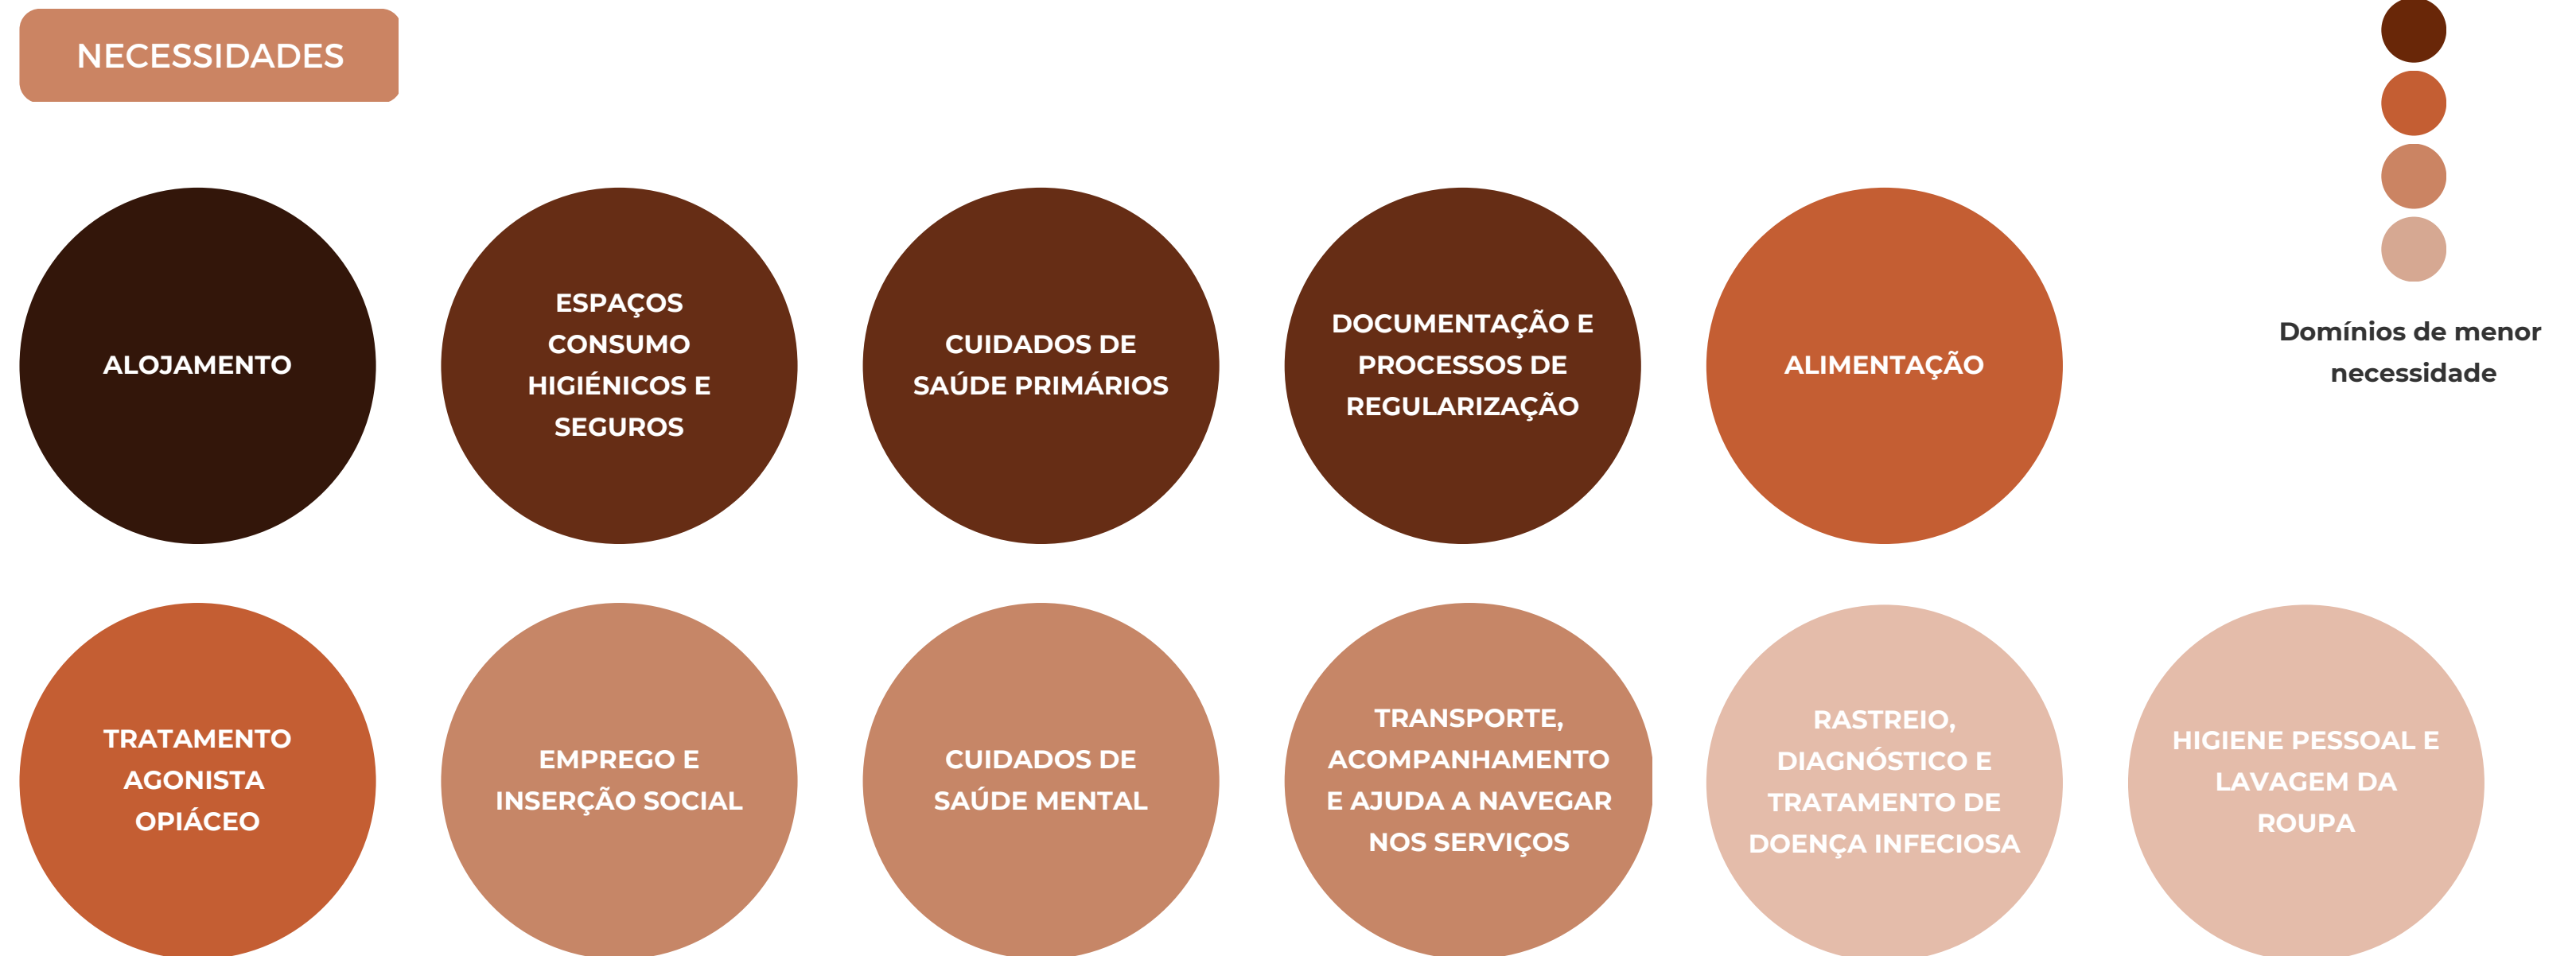 NECESSIDADES
ALOJAMENTO
ESPAÇOS
CONSUMO
HIGIÉNICOS E
SEGUROS
CUIDADOS DE
SAÚDE PRIMÁRIOS
DOCUMENTAÇÃO E
PROCESSOS DE
REGULARIZAÇÃO
ALIMENTAÇÃO
Domínios de menor
necessidade
TRATAMENTO
AGONISTA
OPIÁCEO
EMPREGO E
INSERÇÃO SOCIAL
CUIDADOS DE
SAÚDE MENTAL
TRANSPORTE,
ACOMPANHAMENTO
E AJUDA A NAVEGAR
NOS SERVIÇOS
RASTREIO,
DIAGNÓSTICO E
TRATAMENTO DE
DOENÇA INFECIOSA
HIGIENE PESSOAL E
LAVAGEM DA
ROUPA